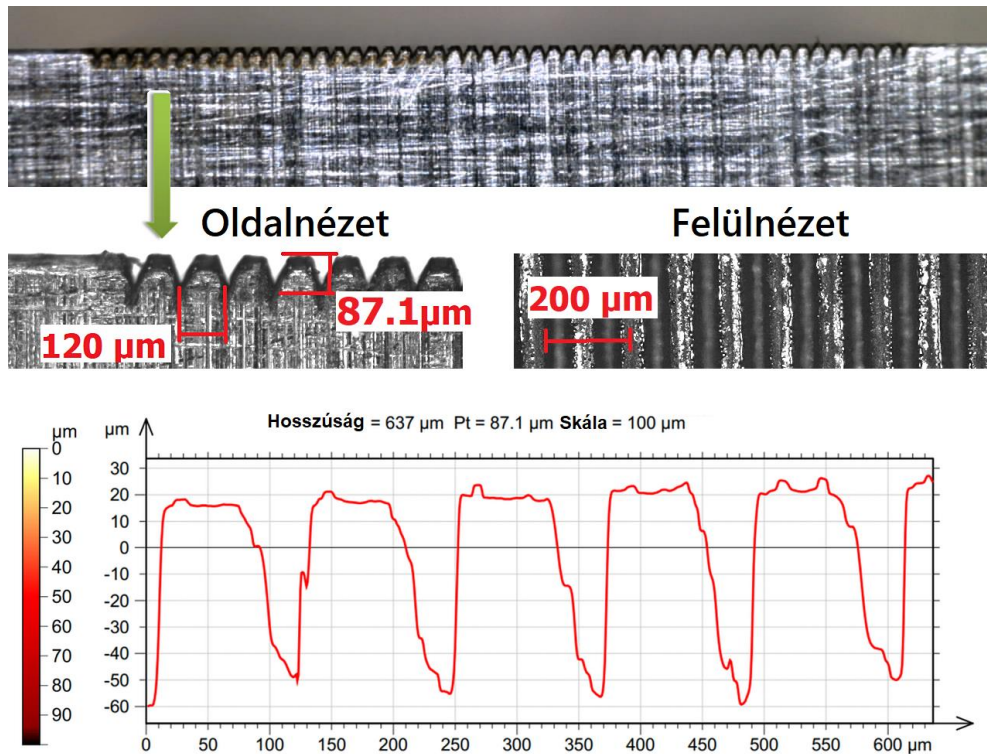 Oldalnézet
Felülnézet
87.1µm
120 µm
200 µm
Hosszúság = 637 µm Pt = 87.1 µm Skála = 100 µm
µm
0
10
20
30
40
50
60
70
80
90
µm
30
20
10
0
-10
-20
-30
-40
-50
-60
0 50 100 150 200 250 300 350 400 450 500 550 600 µm